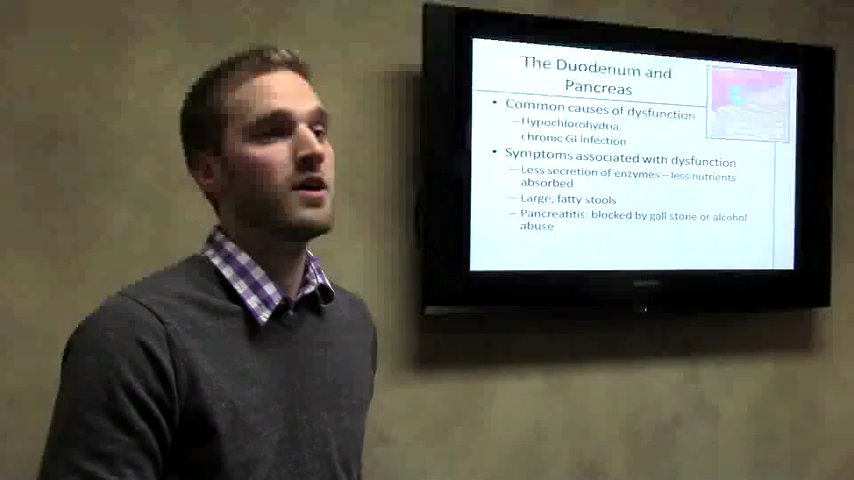 The Duodenum and
Pancreas
• Common causes of dysfunction
–Hypochlorohydria,
chronic GI infection
• Symptoms associated with dysfunction
–Less secretion of enzymes – less nutrients
absorbed
–Large, fatty stools
–Pancreatitis: blocked by gall stone or alcohol
abuse